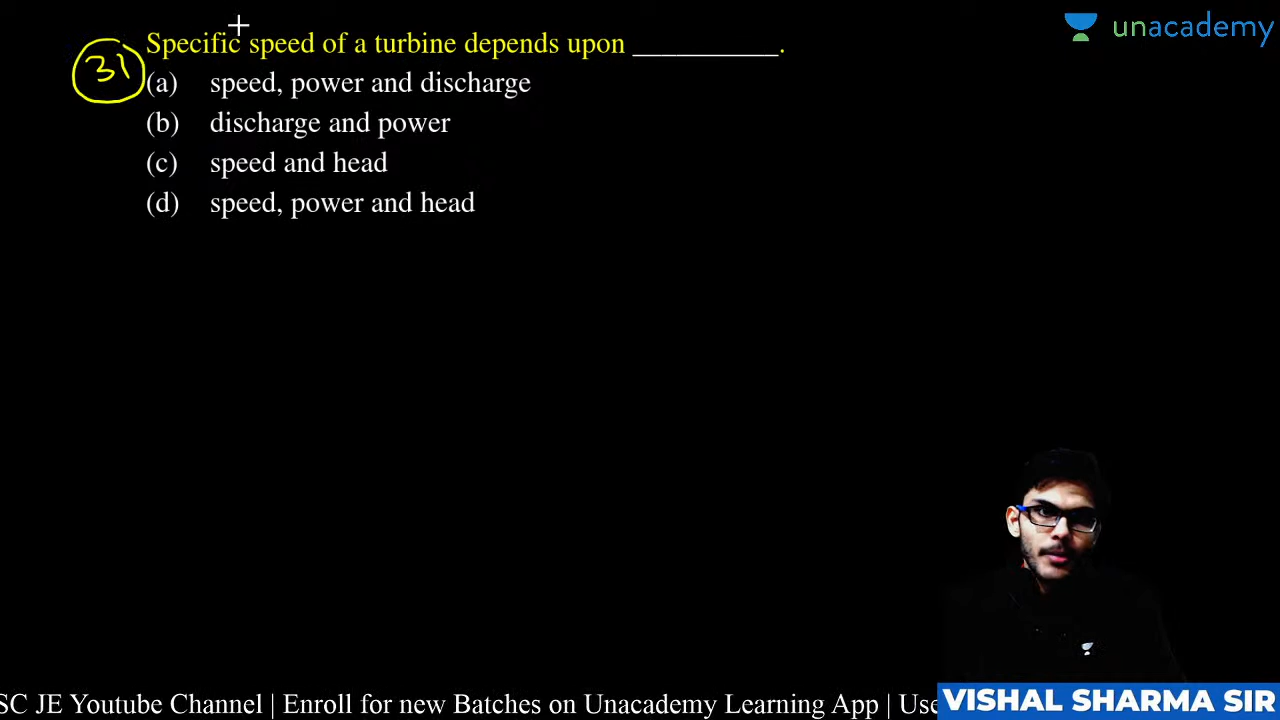 unacademy
31
Specific speed of a turbine depends upon __________.
(a) speed, power and discharge
(b) discharge and power
(c) speed and head
(d) speed, power and head
SC JE Youtube Channel | Enroll for new Batches on Unacademy Learning App | Use
VISHAL SHARMA SIR